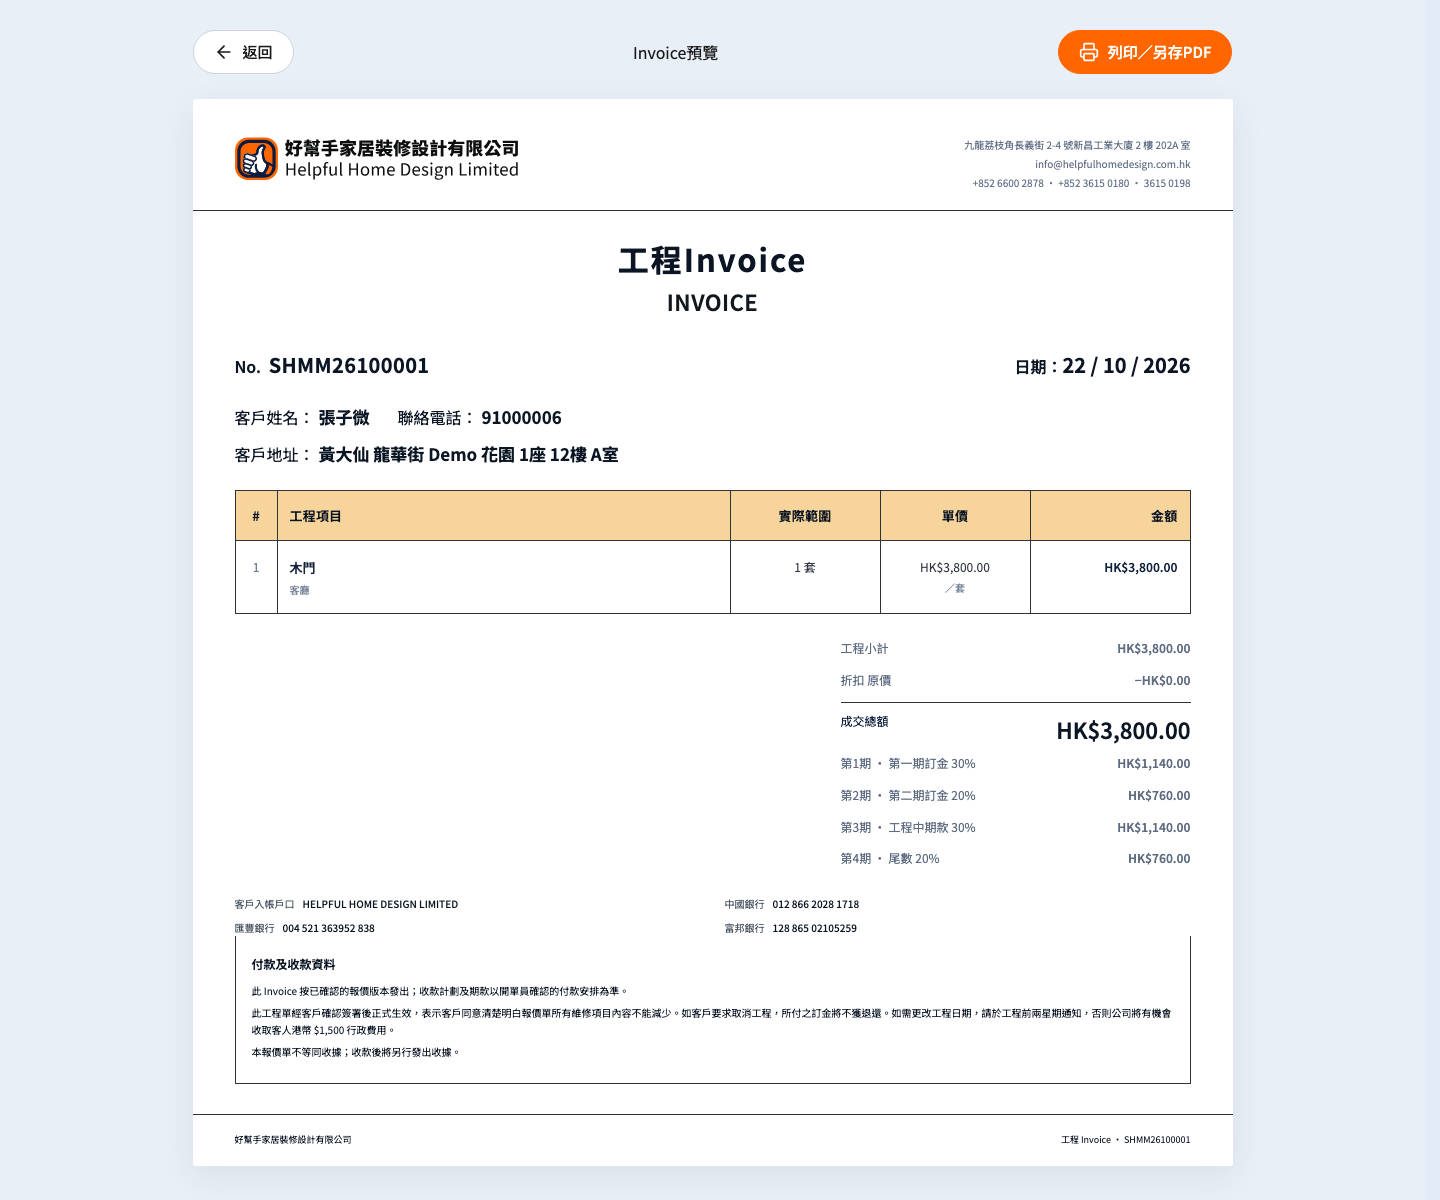 返回
Invoice預覽
列印／另存PDF
好幫手家居裝修設計有限公司
Helpful Home Design Limited
九龍荔枝角長義街 2-4 號新昌工業大廈 2 樓 202A 室
info@helpfulhomedesign.com.hk
+852 6600 2878 · +852 3615 0180 · 3615 0198
工程Invoice
INVOICE
No. SHMM26100001
日期：22 / 10 / 2026
客戶姓名： 張子微 聯絡電話： 91000006
客戶地址： 黃大仙 龍華街 Demo 花園 1座 12樓 A室
# 工程項目 實際範圍 單價 金額
1 木門 1 套 HK$3,800.00 HK$3,800.00
客廳 ／套
工程小計 HK$3,800.00
折扣 原價 −HK$0.00
成交總額 HK$3,800.00
第1期 · 第一期訂金 30% HK$1,140.00
第2期 · 第二期訂金 20% HK$760.00
第3期 · 工程中期款 30% HK$1,140.00
第4期 · 尾數 20% HK$760.00
客戶入帳戶口 HELPFUL HOME DESIGN LIMITED 中國銀行 012 866 2028 1718
匯豐銀行 004 521 363952 838 富邦銀行 128 865 02105259
付款及收款資料
此 Invoice 按已確認的報價版本發出；收款計劃及期款以開單員確認的付款安排為準。
此工程單經客戶確認簽署後正式生效，表示客戶同意清楚明白報價單所有維修項目內容不能減少。如客戶要求取消工程，所付之訂金將不獲退還。如需更改工程日期，請於工程前兩星期通知，否則公司將有機會
收取客人港幣 $1,500 行政費用。
本報價單不等同收據；收款後將另行發出收據。
好幫手家居裝修設計有限公司
工程 Invoice · SHMM26100001